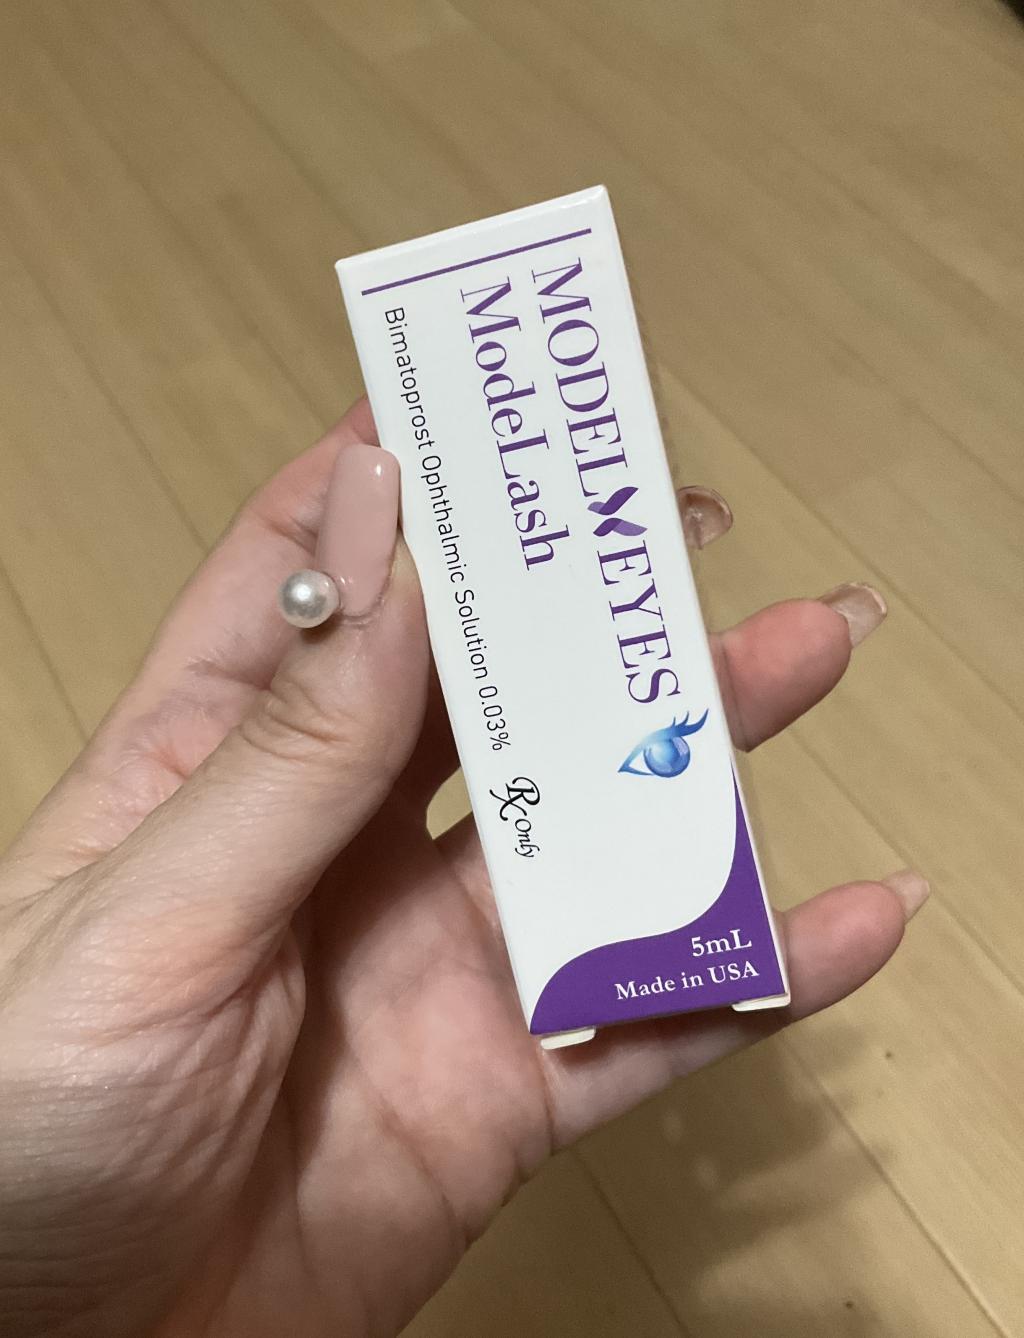 MODEL EYES
ModeLash
Bimatoprost Ophthalmic Solution 0.03%
Rx only
5mL
Made in USA